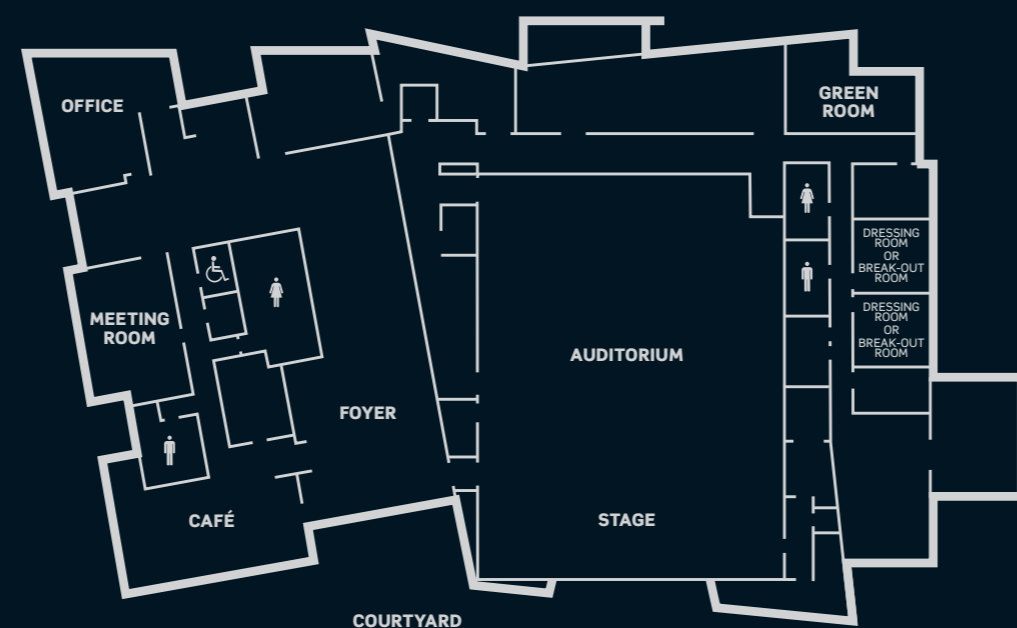 OFFICE
GREEN
ROOM
DRESSING
ROOM
OR
BREAK-OUT
ROOM
MEETING
ROOM
DRESSING
ROOM
OR
BREAK-OUT
ROOM
AUDITORIUM
FOYER
CAFÉ
STAGE
COURTYARD